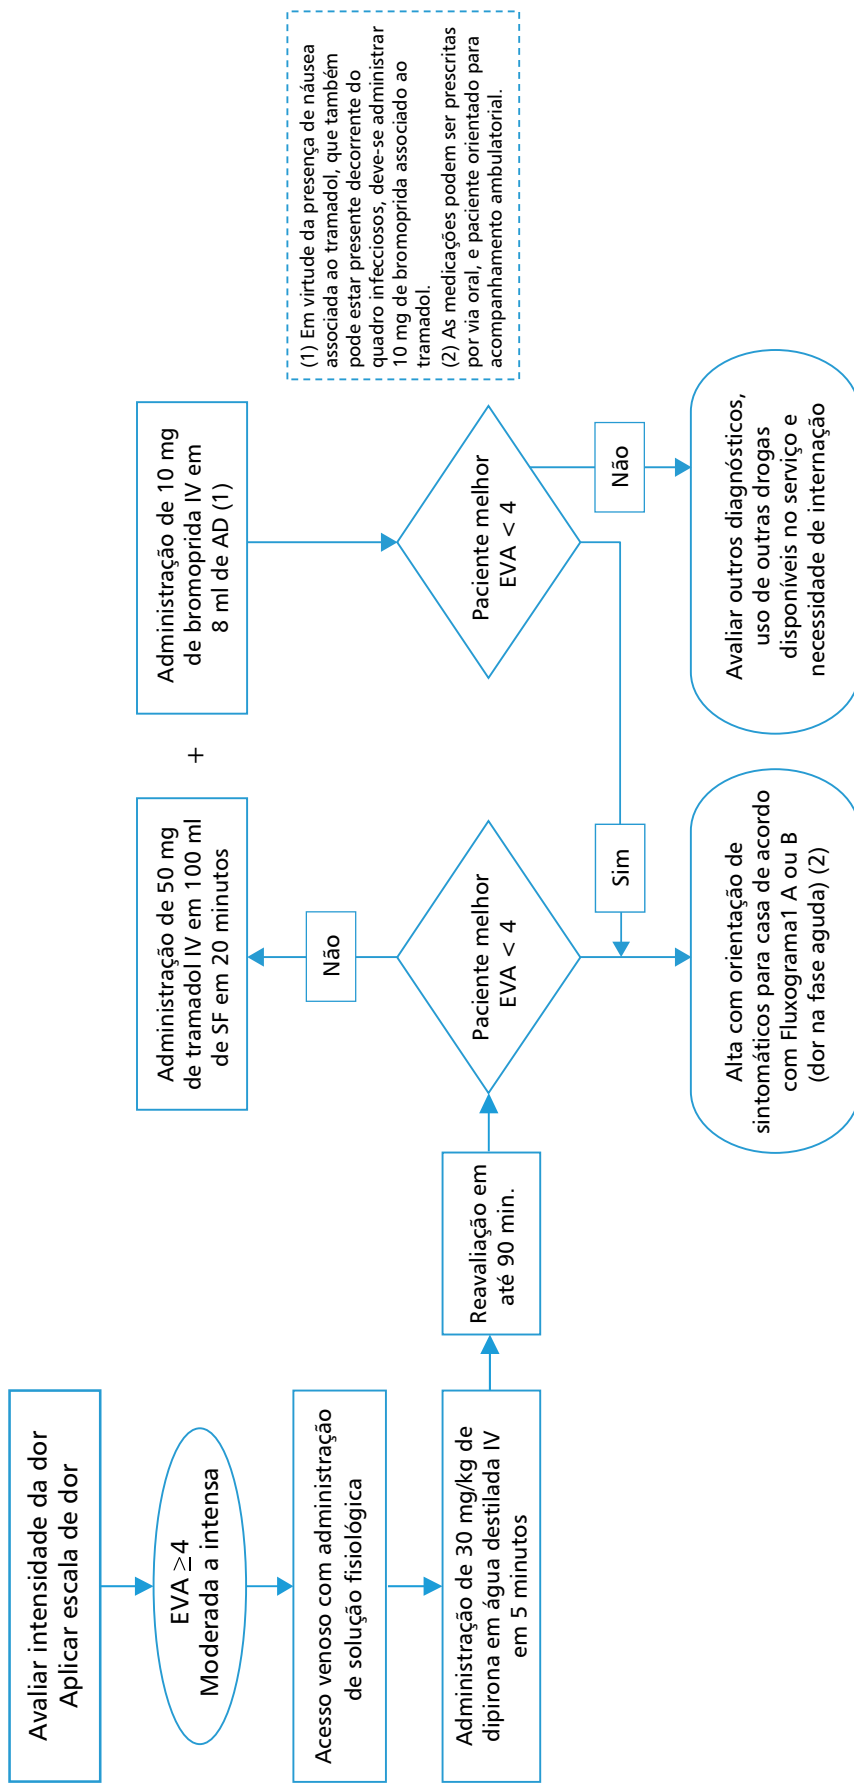 Avaliar intensidade da dor
Aplicar escala de dor
EVA ≥4
Moderada a intensa
Acesso venoso com administração
de solução fisiológica
Administração de 30 mg/kg de
dipirona em água destilada IV
em 5 minutos
Reavaliação em
até 90 min.
Paciente melhor
EVA < 4
Não
Administração de 50 mg
de tramadol IV em 100 ml
de SF em 20 minutos
+
Administração de 10 mg
de bromoprida IV em
8 ml de AD (1)
Paciente melhor
EVA < 4
Sim
Não
Alta com orientação de
sintomáticos para casa de acordo
com Fluxograma1 A ou B
(dor na fase aguda) (2)
Avaliar outros diagnósticos,
uso de outras drogas
disponíveis no serviço e
necessidade de internação
(1) Em virtude da presença de náusea
associada ao tramadol, que também
pode estar presente decorrente do
quadro infecciosos, deve-se administrar
10 mg de bromoprida associado ao
tramadol.
(2) As medicações podem ser prescritas
por via oral, e paciente orientado para
acompanhamento ambulatorial.